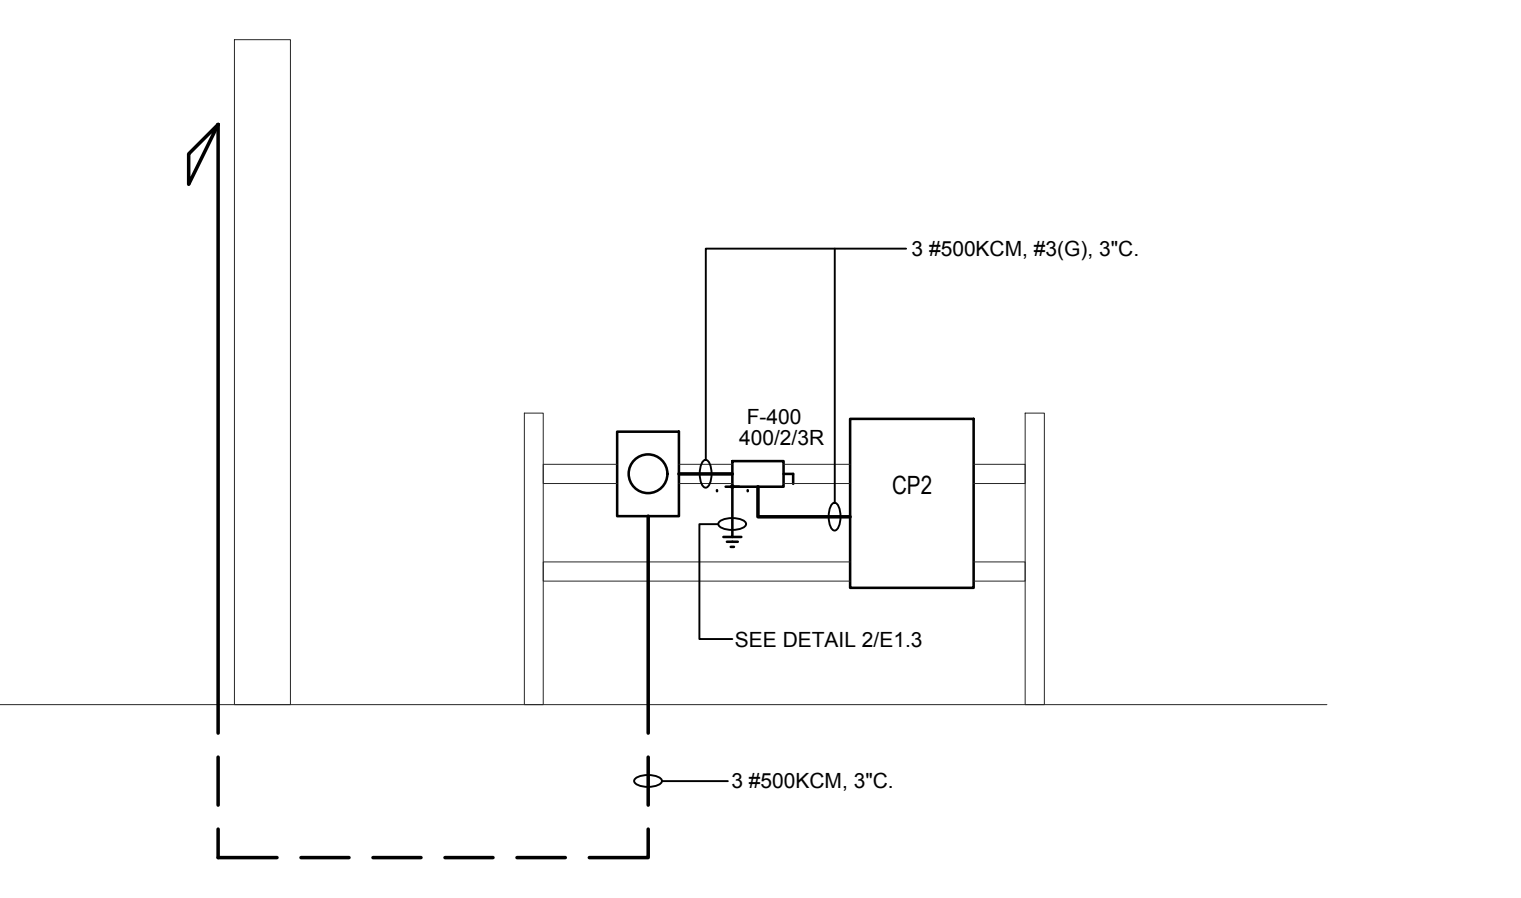 3 #500KCM, #3(G), 3"C.
F-400
400/2/3R
CP2
SEE DETAIL 2/E1.3
3 #500KCM, 3"C.